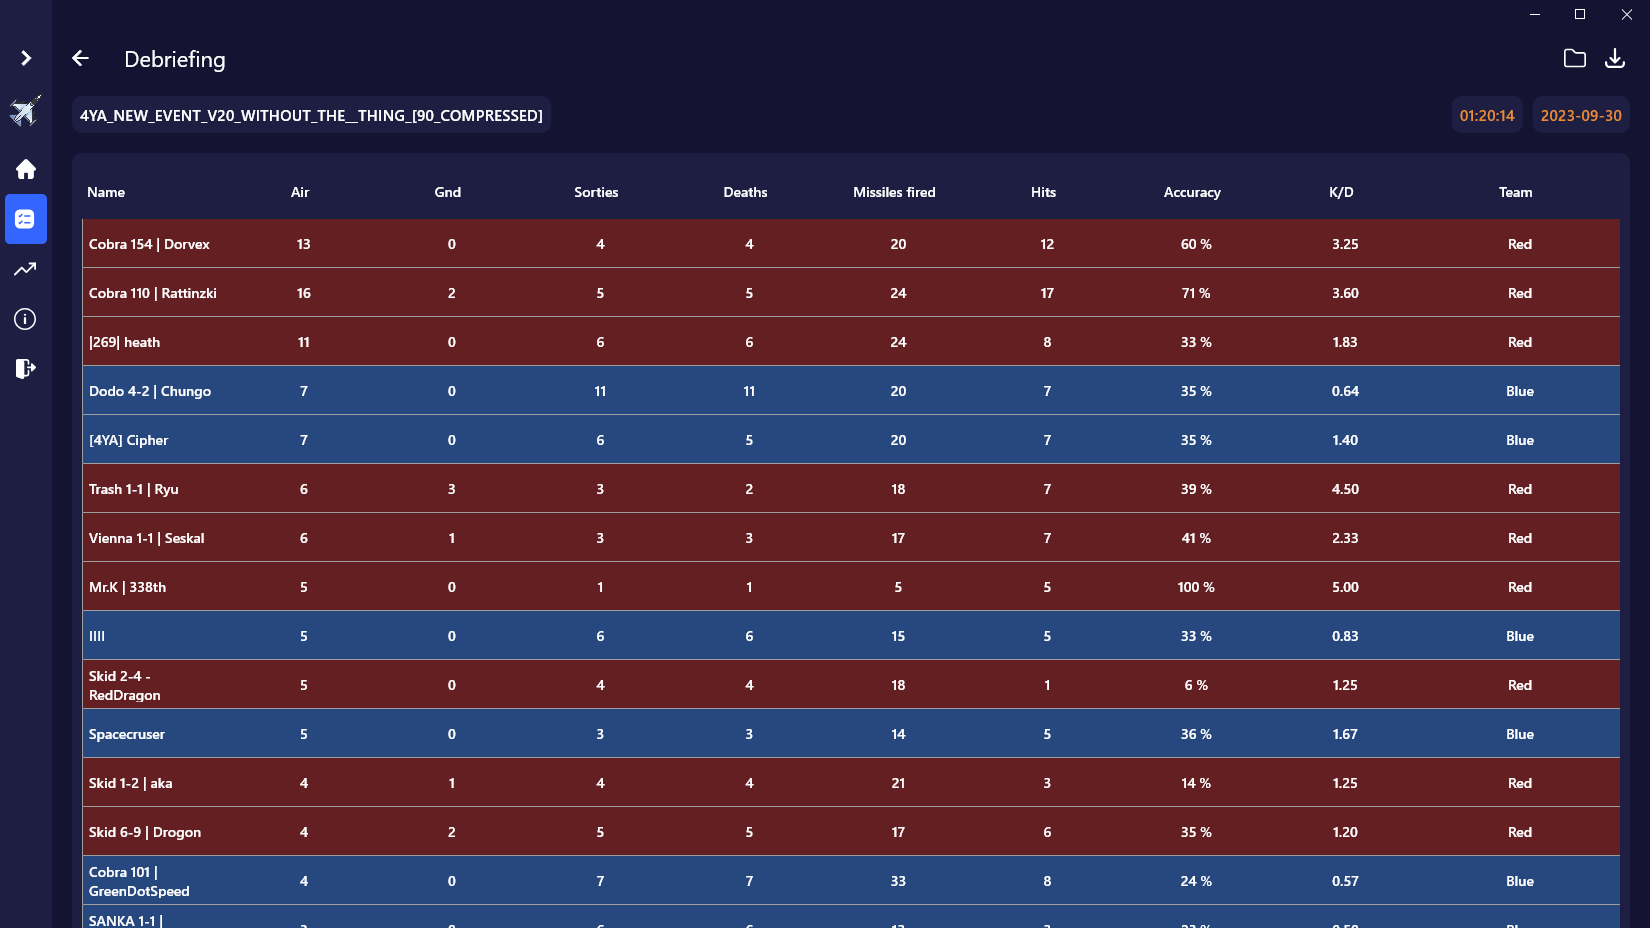 Debriefing
4YA_NEW_EVENT_V20_WITHOUT_THE__THING_[90_COMPRESSED] 01:20:14 2023-09-30
Name Air Gnd Sorties Deaths Missiles fired Hits Accuracy K/D Team
Cobra 154 | Dorvex 13 0 4 4 20 12 60 % 3.25 Red
Cobra 110 | Rattinzki 16 2 5 5 24 17 71 % 3.60 Red
|269| heath 11 0 6 6 24 8 33 % 1.83 Red
Dodo 4-2 | Chungo 7 0 11 11 20 7 35 % 0.64 Blue
[4YA] Cipher 7 0 6 5 20 7 35 % 1.40 Blue
Trash 1-1 | Ryu 6 3 3 2 18 7 39 % 4.50 Red
Vienna 1-1 | Seskal 6 1 3 3 17 7 41 % 2.33 Red
Mr.K | 338th 5 0 1 1 5 5 100 % 5.00 Red
IIII 5 0 6 6 15 5 33 % 0.83 Blue
Skid 2-4 -
RedDragon 5 0 4 4 18 1 6 % 1.25 Red
Spacecruser 5 0 3 3 14 5 36 % 1.67 Blue
Skid 1-2 | aka 4 1 4 4 21 3 14 % 1.25 Red
Skid 6-9 | Drogon 4 2 5 5 17 6 35 % 1.20 Red
Cobra 101 |
GreenDotSpeed 4 0 7 7 33 8 24 % 0.57 Blue
SANKA 1-1 |